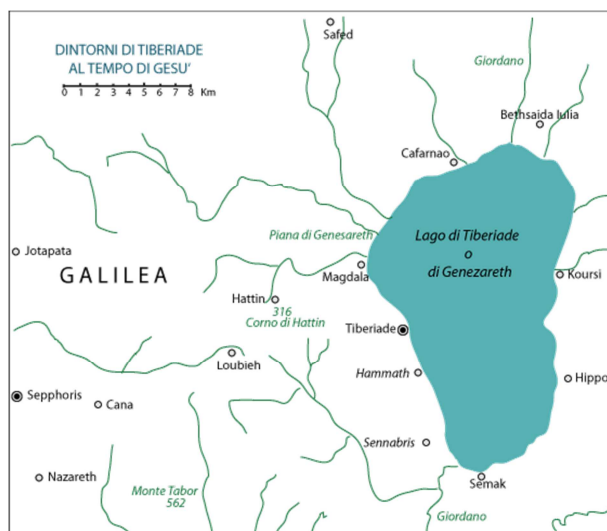 DINTORNI DI TIBERIADE
AL TEMPO DI GESU'
0 1 2 3 4 5 6 7 8 Km
Safed
Giordano
Bethsaida Iulia
Cafarnao
Piana di Genesareth
Lago di Tiberiade
o
di Genezareth
Jotapata
GALILEA
Magdala
Koursi
Hattin
316
Corno di Hattin
Tiberiade
Loubieh
Hammath
Hippo
Sepphoris
Cana
Sennabris
Nazareth
Monte Tabor
562
Semak
Giordano